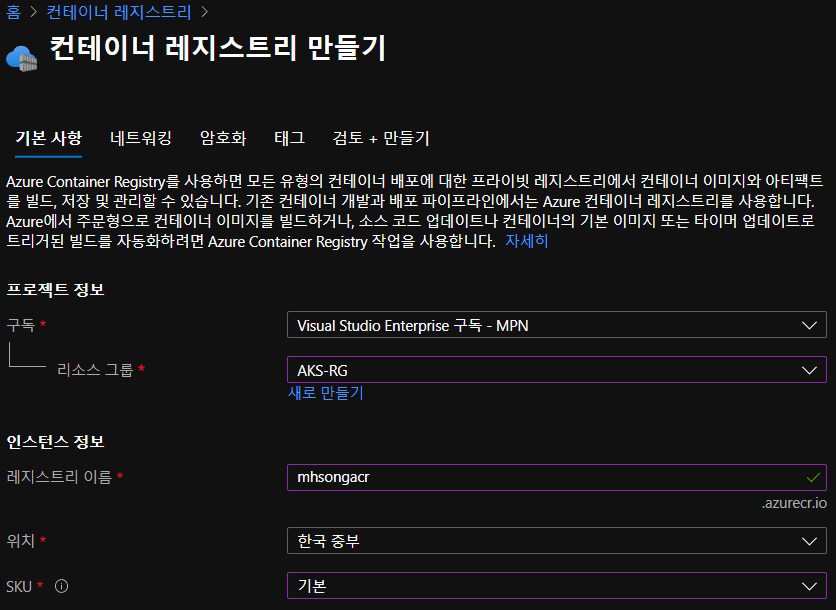 홈 > 컨테이너 레지스트리 >
컨테이너 레지스트리 만들기
기본 사항 네트워킹 암호화 태그 검토 + 만들기
Azure Container Registry를 사용하면 모든 유형의 컨테이너 배포에 대한 프라이빗 레지스트리에서 컨테이너 이미지와 아티팩트
를 빌드, 저장 및 관리할 수 있습니다. 기존 컨테이너 개발과 배포 파이프라인에서는 Azure 컨테이너 레지스트리를 사용합니다.
Azure에서 주문형으로 컨테이너 이미지를 빌드하거나, 소스 코드 업데이트나 컨테이너의 기본 이미지 또는 타이머 업데이트로
트리거된 빌드를 자동화하려면 Azure Container Registry 작업을 사용합니다. 자세히
프로젝트 정보
구독 * Visual Studio Enterprise 구독 - MPN
리소스 그룹 * AKS-RG
새로 만들기
인스턴스 정보
레지스트리 이름 * mhsongacr
.azurecr.io
위치 * 한국 중부
SKU * 기본